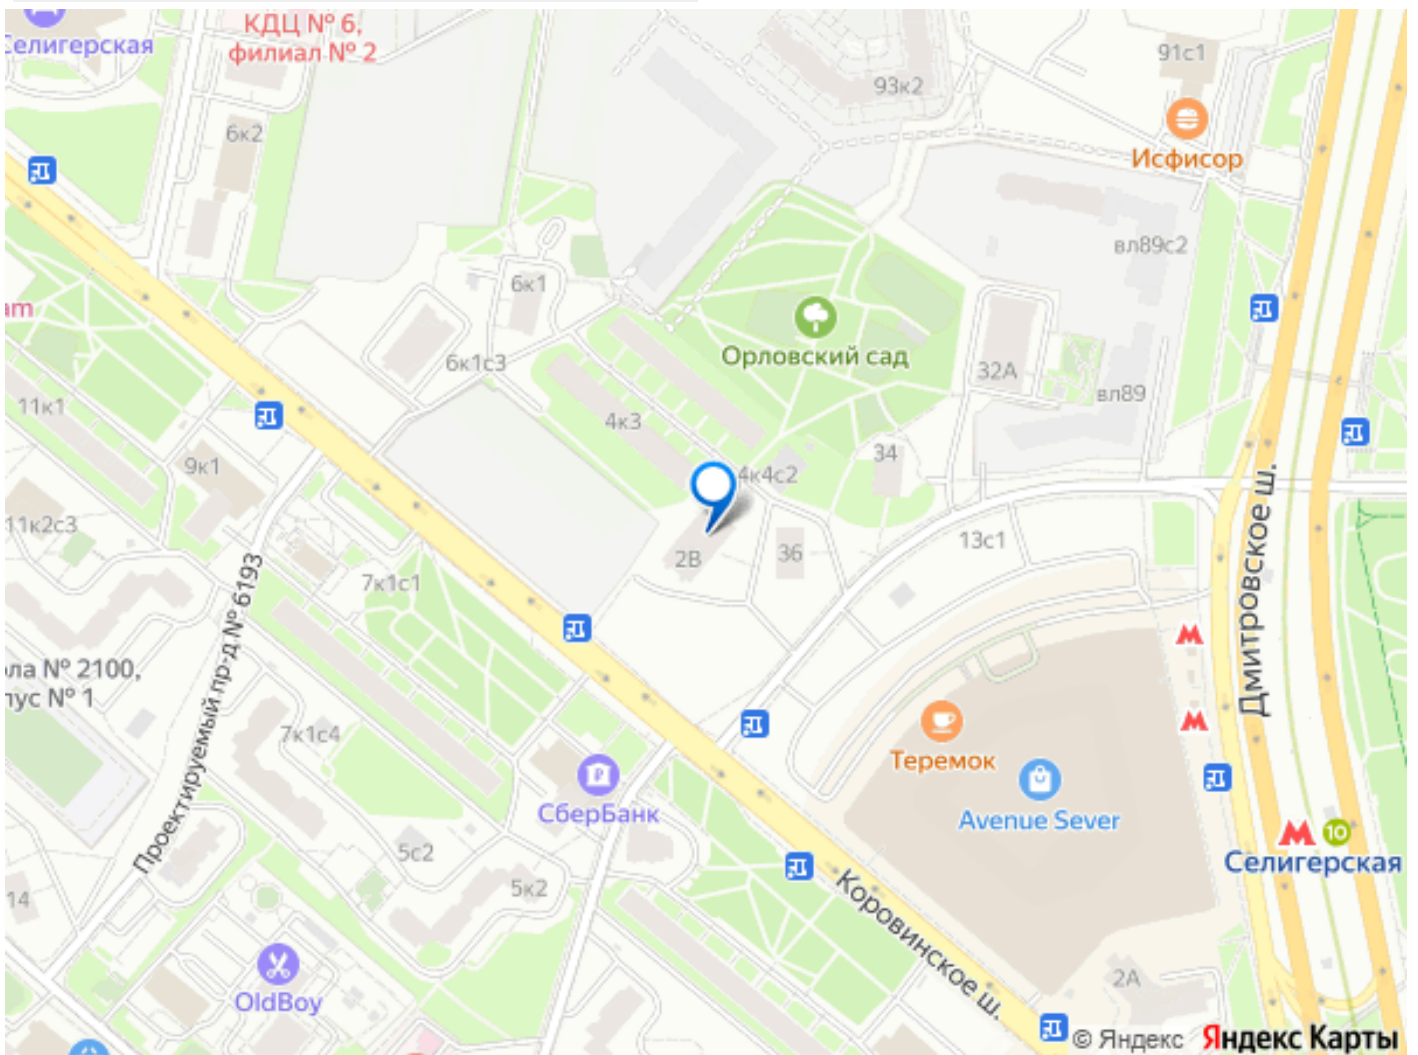 КДЦ № 6,
филиал № 2
Селигерская
91с1
93к2
6к2
Исфисор
вл89с2
6к1
Орловский сад
6к1с3
32А
вл89
11к1
4к3
9к1
34
4к4с2
11к2с3
2В
36
13с1
7к1с1
Проектируемый пр-д № 6193
Дмитровское ш.
ла № 2100,
пус № 1
7к1с4
Теремок
СберБанк
Avenue Sever
10
Селигерская
5с2
5к2
14
Коровинское ш.
OldBoy
2А
© Яндекс Яндекс Карты